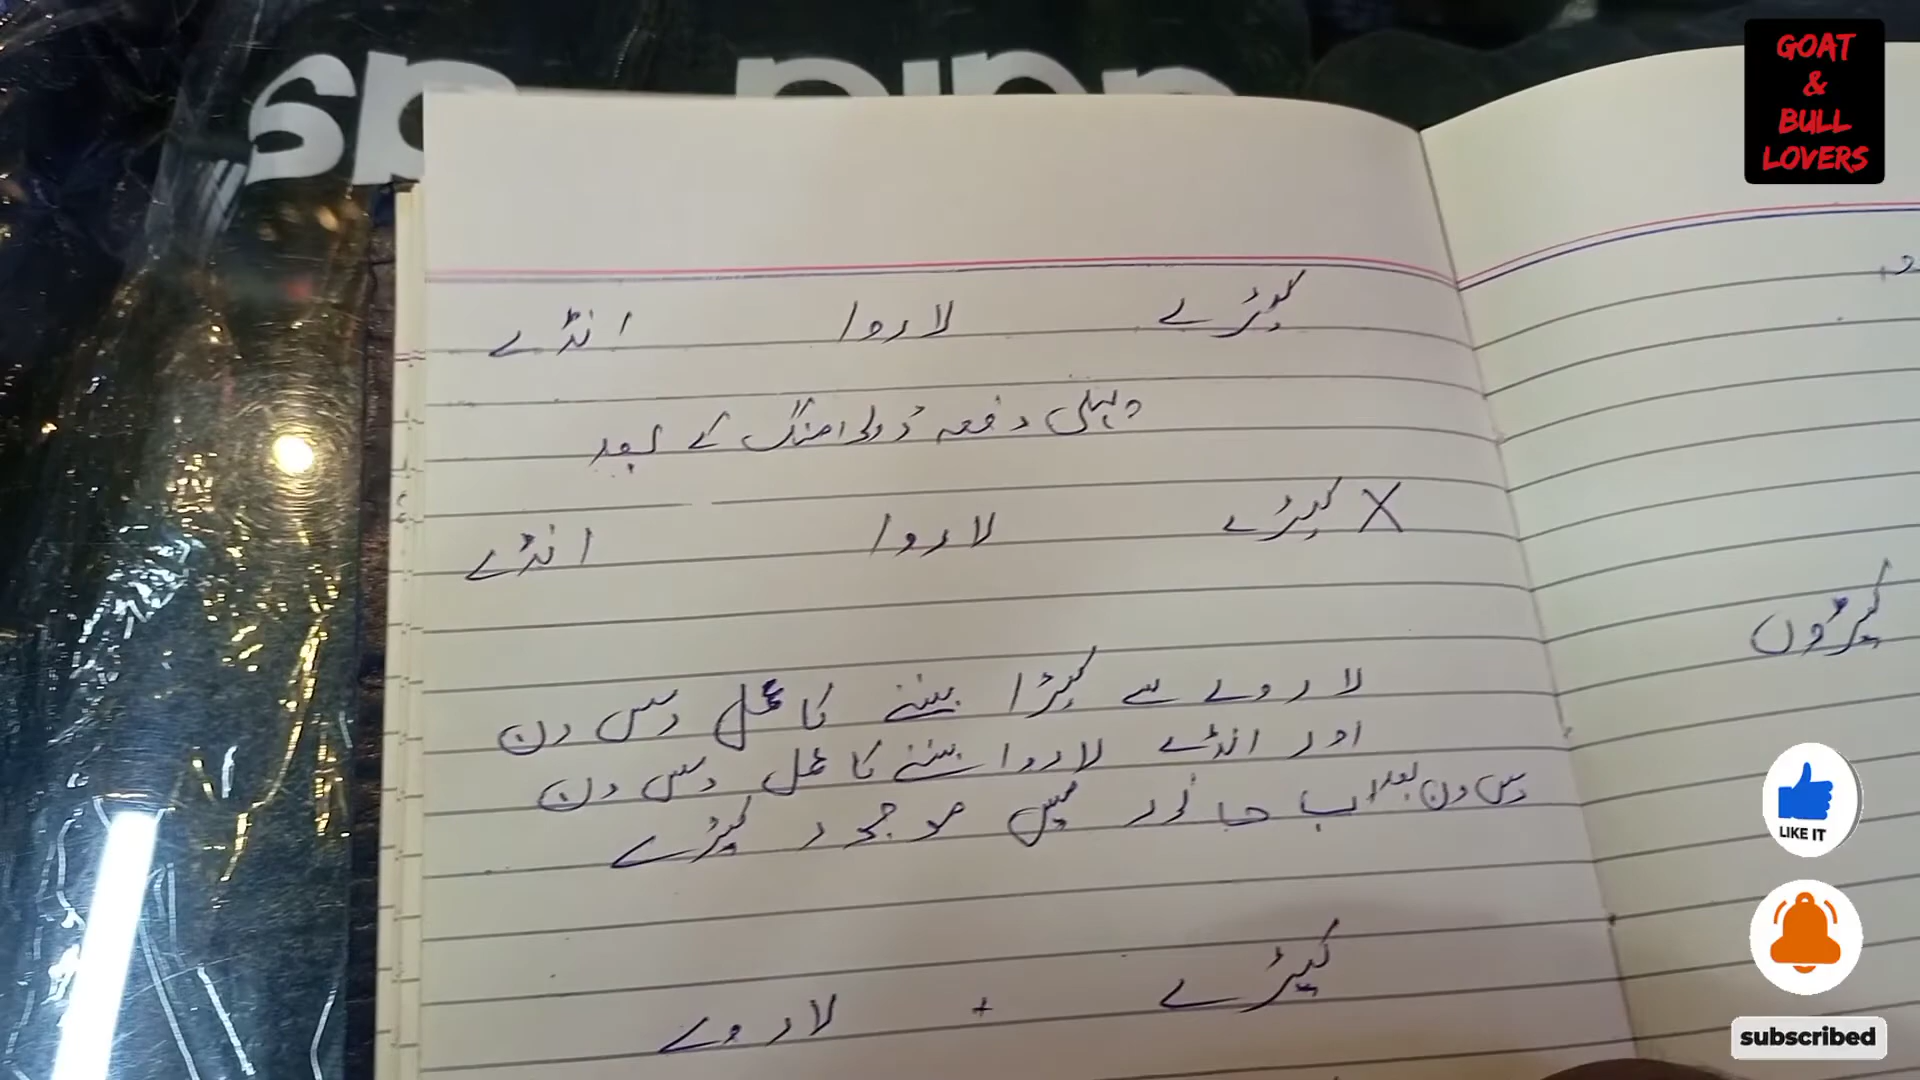 GOAT
&
BULL
LOVERS
کیڑے لاروا انڈے
پہلی دفعہ ڈی وارمنگ کے بعد
X کیڑے لاروا انڈے
لاروے سے کیڑا بننے کا عمل دس دن
اور انڈے لاروا بننے کا عمل دس دن
دس دن بعد اب جانور میں موجود کیڑے
کیڑے + لاروے
کیڑوں
LIKE IT
subscribed